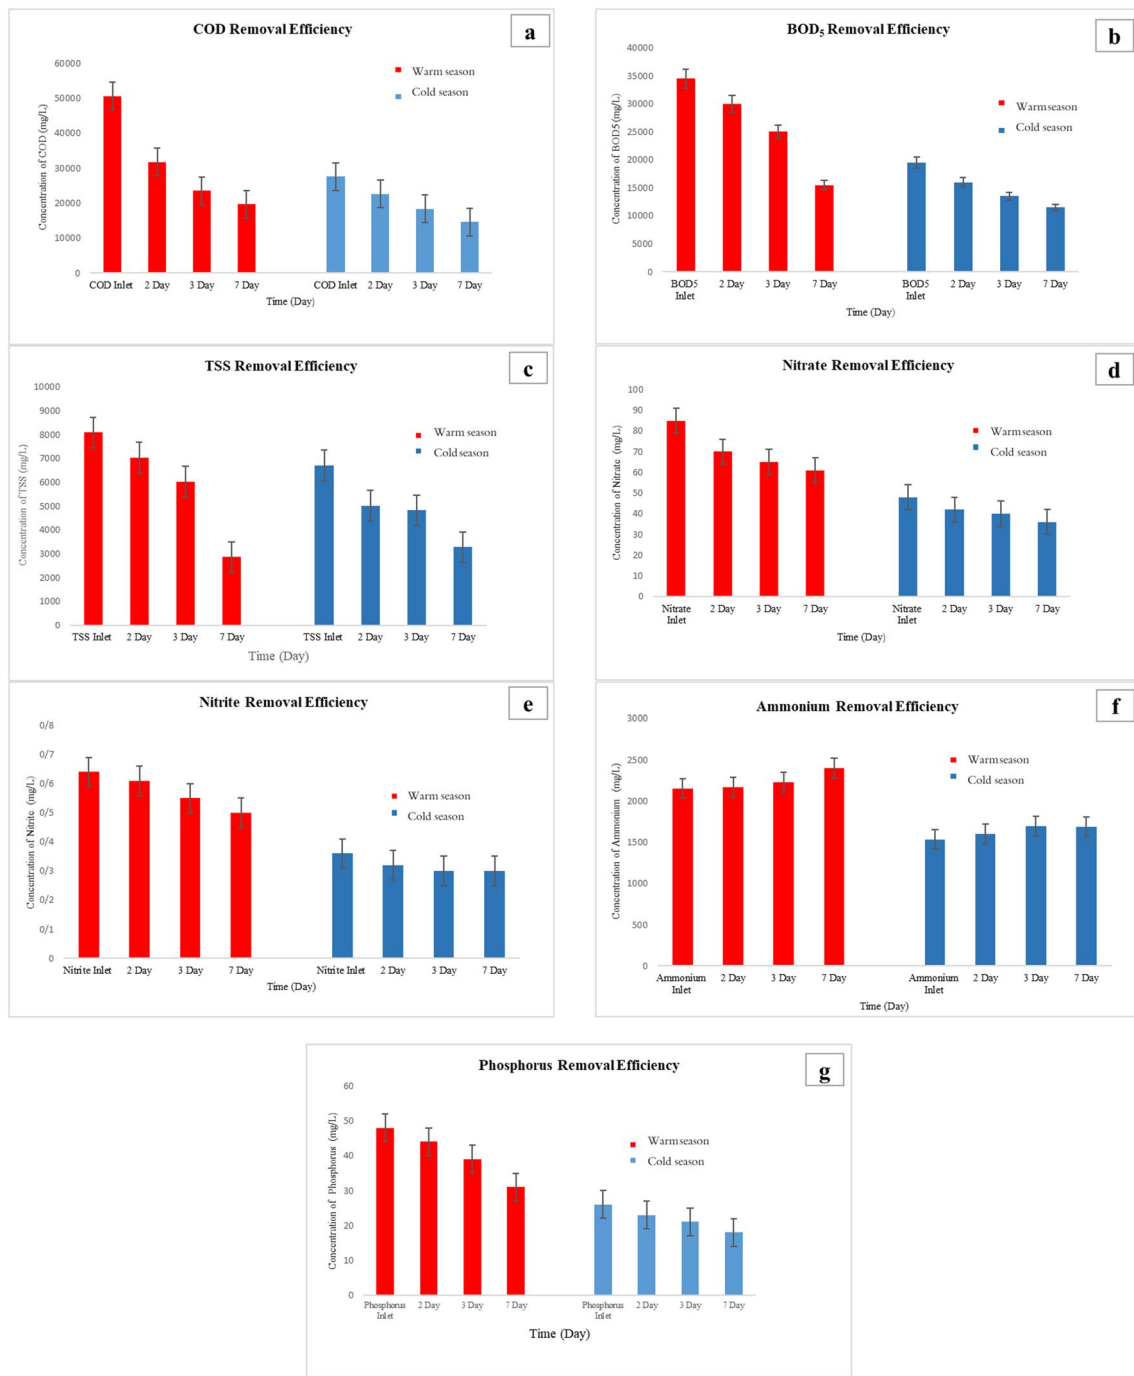 COD Removal Efficiency
a
Concentration of COD (mg/L)
60000
50000
40000
30000
20000
10000
0
Warm season
Cold season
COD Inlet 2 Day 3 Day 7 Day COD Inlet 2 Day 3 Day 7 Day
Time (Day)
BOD₅ Removal Efficiency
b
Concentration of BOD5 (mg/L)
40000
35000
30000
25000
20000
15000
10000
5000
0
Warm season
Cold season
BOD5 Inlet 2 Day 3 Day 7 Day BOD5 Inlet 2 Day 3 Day 7 Day
Time (Day)
TSS Removal Efficiency
c
Concentration of TSS (mg/L)
10000
9000
8000
7000
6000
5000
4000
3000
2000
1000
0
Warm season
Cold season
TSS Inlet 2 Day 3 Day 7 Day TSS Inlet 2 Day 3 Day 7 Day
Time (Day)
Nitrate Removal Efficiency
d
Concentration of Nitrate (mg/L)
100
90
80
70
60
50
40
30
20
10
0
Warm season
Cold season
Nitrate Inlet 2 Day 3 Day 7 Day Nitrate Inlet 2 Day 3 Day 7 Day
Time (Day)
Nitrite Removal Efficiency
e
Concentration of Nitrite (mg/L)
0/8
0/7
0/6
0/5
0/4
0/3
0/2
0/1
0
Warm season
Cold season
Nitrite Inlet 2 Day 3 Day 7 Day Nitrite Inlet 2 Day 3 Day 7 Day
Time (Day)
Ammonium Removal Efficiency
f
Concentration of Ammonium (mg/L)
3000
2500
2000
1500
1000
500
0
Warm season
Cold season
Ammonium Inlet 2 Day 3 Day 7 Day Ammonium Inlet 2 Day 3 Day 7 Day
Time (Day)
Phosphorus Removal Efficiency
g
Concentration of Phosphorus (mg/L)
60
50
40
30
20
10
0
Warm season
Cold season
Phosphorus Inlet 2 Day 3 Day 7 Day Phosphorus Inlet 2 Day 3 Day 7 Day
Time (Day)